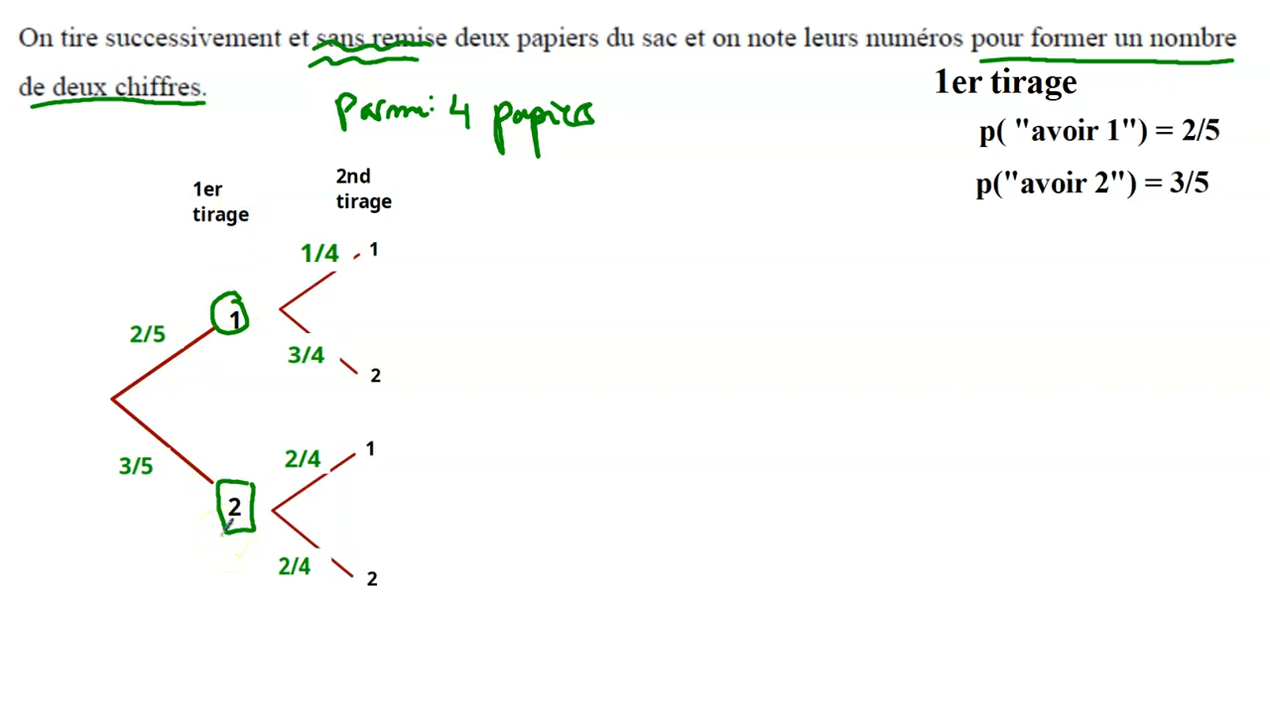 On tire successivement et sans remise deux papiers du sac et on note leurs numéros pour former un nombre
de deux chiffres.
1er tirage
Parmi 4 papiers
p( "avoir 1") = 2/5
p("avoir 2") = 3/5
1er
tirage
2nd
tirage
1/4
1
1
2/5
3/4
2
3/5
2/4
1
2
2/4
2